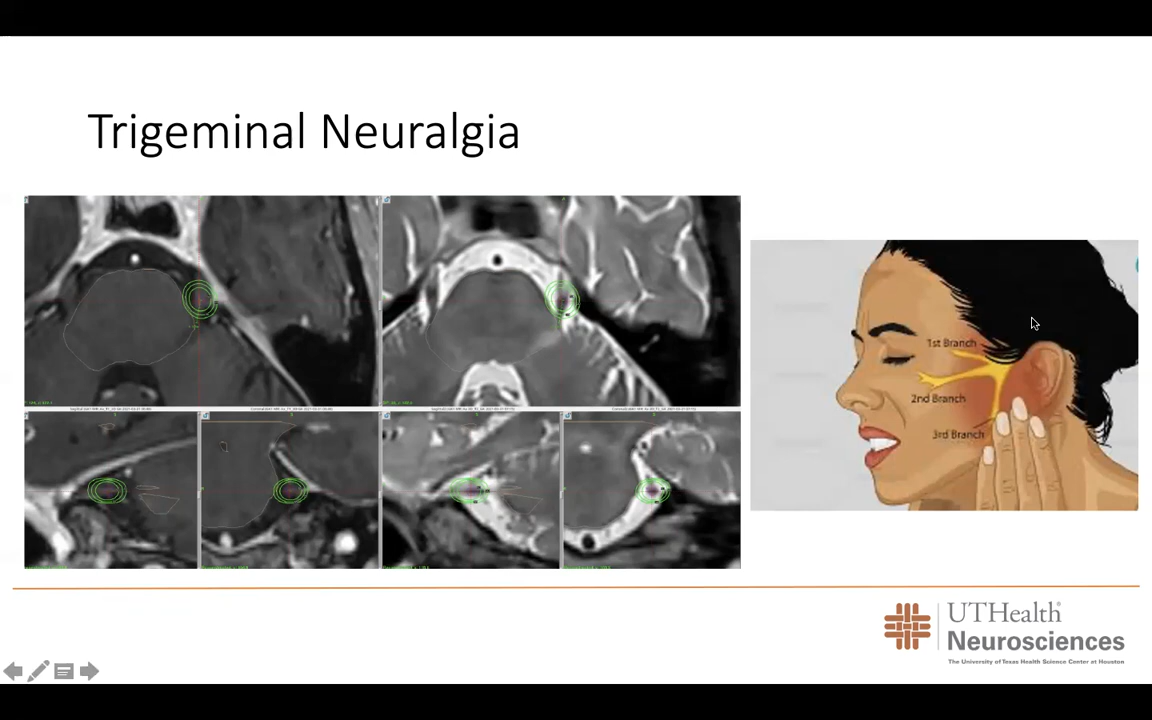 Trigeminal Neuralgia
1st Branch
2nd Branch
3rd Branch
UTHealth
Neurosciences
The University of Texas Health Science Center at Houston